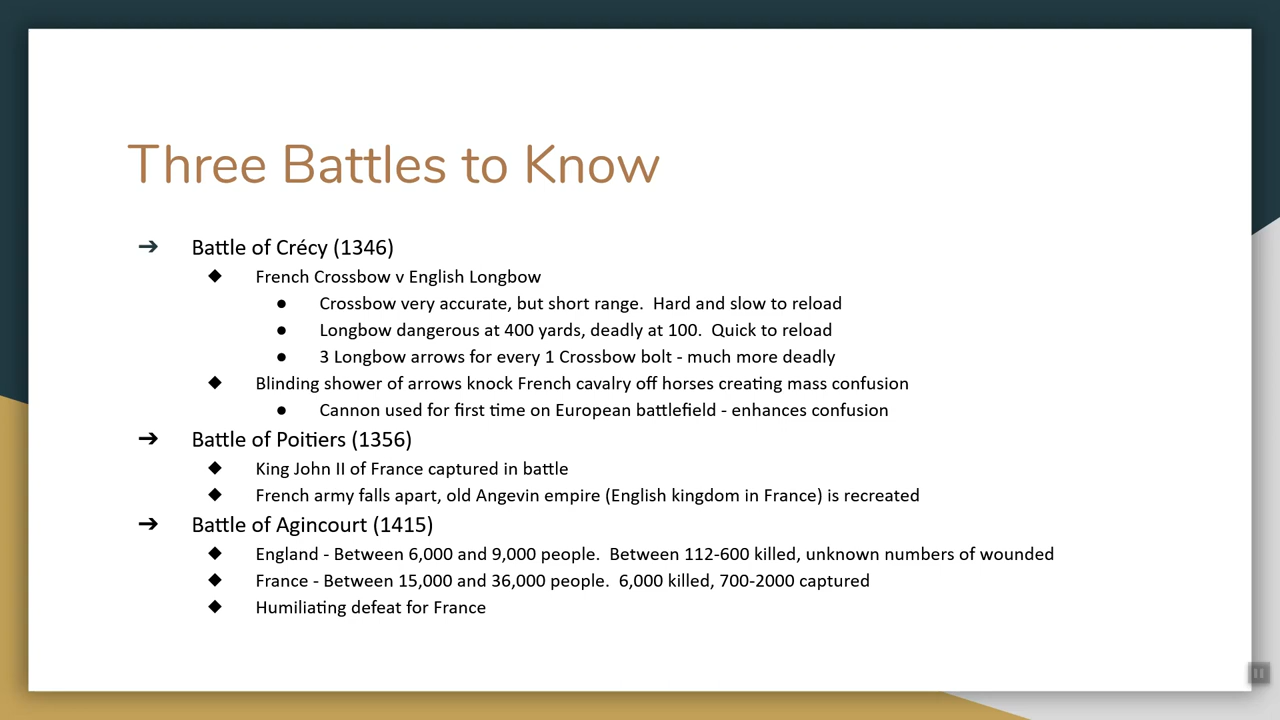 Three Battles to Know
➔ Battle of Crécy (1346)
◆ French Crossbow v English Longbow
● Crossbow very accurate, but short range.  Hard and slow to reload
● Longbow dangerous at 400 yards, deadly at 100.  Quick to reload
● 3 Longbow arrows for every 1 Crossbow bolt - much more deadly
◆ Blinding shower of arrows knock French cavalry off horses creating mass confusion
● Cannon used for first time on European battlefield - enhances confusion
➔ Battle of Poitiers (1356)
◆ King John II of France captured in battle
◆ French army falls apart, old Angevin empire (English kingdom in France) is recreated
➔ Battle of Agincourt (1415)
◆ England - Between 6,000 and 9,000 people.  Between 112-600 killed, unknown numbers of wounded
◆ France - Between 15,000 and 36,000 people.  6,000 killed, 700-2000 captured
◆ Humiliating defeat for France